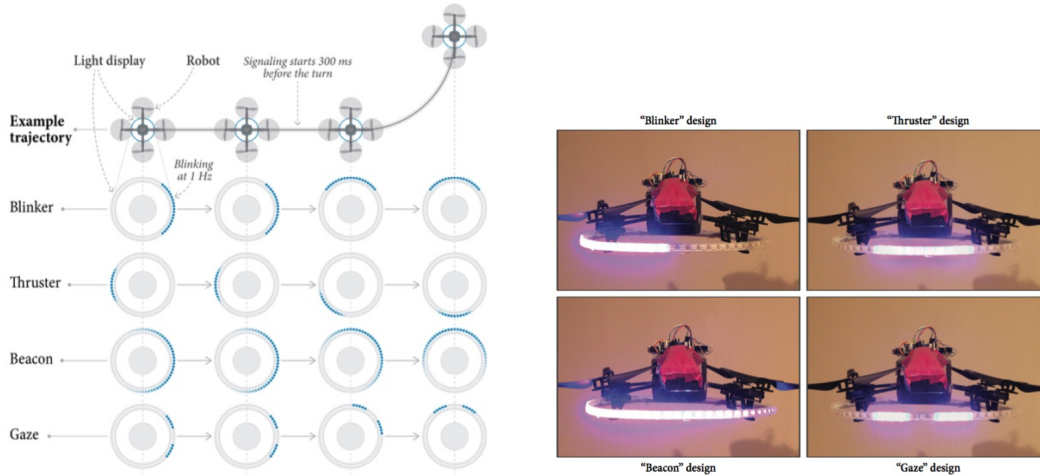 Light display
Robot
Signaling starts 300 ms
before the turn
Example
trajectory
Blinking
at 1 Hz
Blinker
Thruster
Beacon
Gaze
“Blinker” design
“Thruster” design
“Beacon” design
“Gaze” design